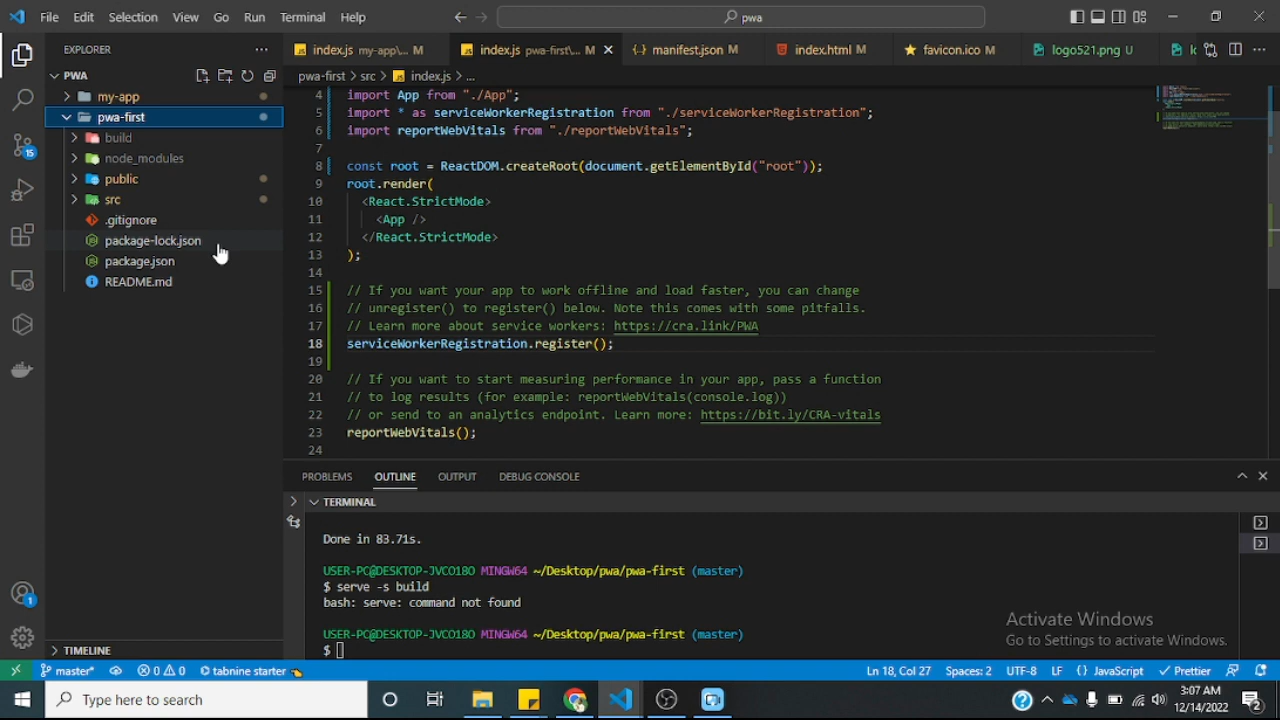 File Edit Selection View Go Run Terminal Help
pwa
EXPLORER
index.js my-app\... M
index.js pwa-first\... M
{} manifest.json M
index.html M
favicon.ico M
logo521.png U
PWA
pwa-first > src > index.js > ...
my-app
pwa-first
build
node_modules
public
src
.gitignore
package-lock.json
package.json
README.md
4 import App from "./App";
5 import * as serviceWorkerRegistration from "./serviceWorkerRegistration";
6 import reportWebVitals from "./reportWebVitals";
7
8 const root = ReactDOM.createRoot(document.getElementById("root"));
9 root.render(
10 <React.StrictMode>
11 <App />
12 </React.StrictMode>
13 );
14
15 // If you want your app to work offline and load faster, you can change
16 // unregister() to register() below. Note this comes with some pitfalls.
17 // Learn more about service workers: https://cra.link/PWA
18 serviceWorkerRegistration.register();
19
20 // If you want to start measuring performance in your app, pass a function
21 // to log results (for example: reportWebVitals(console.log))
22 // or send to an analytics endpoint. Learn more: https://bit.ly/CRA-vitals
23 reportWebVitals();
24
PROBLEMS OUTLINE OUTPUT DEBUG CONSOLE
TERMINAL
Done in 83.71s.
USER-PC@DESKTOP-JVCO180 MINGW64 ~/Desktop/pwa/pwa-first (master)
$ serve -s build
bash: serve: command not found
USER-PC@DESKTOP-JVCO180 MINGW64 ~/Desktop/pwa/pwa-first (master)
$
15
1
Activate Windows
Go to Settings to activate Windows.
TIMELINE
master* 0 0 tabnine starter
Ln 18, Col 27 Spaces: 2 UTF-8 LF {} JavaScript Prettier
Type here to search
3:07 AM
12/14/2022
2